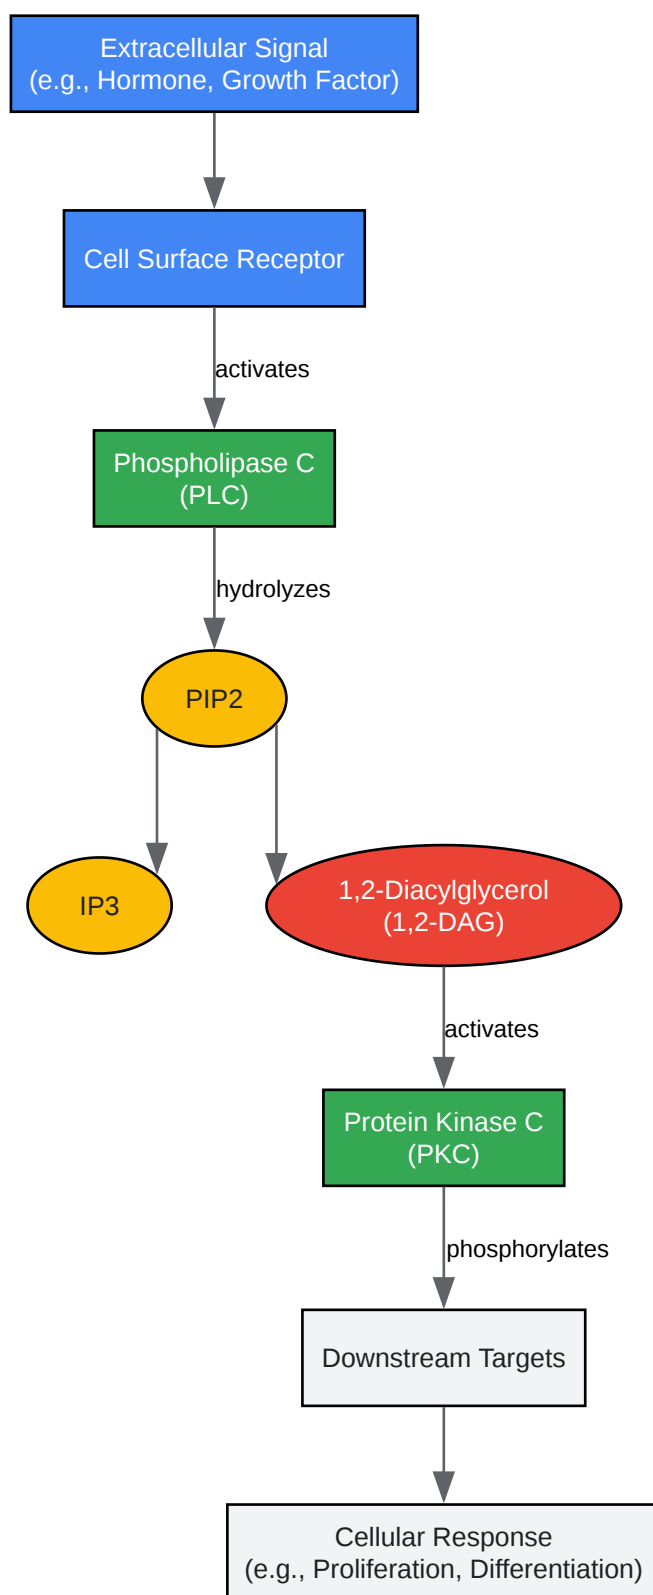 Extracellular Signal
(e.g., Hormone, Growth Factor)
Cell Surface Receptor
activates
Phospholipase C
(PLC)
hydrolyzes
PIP2
IP3
1,2-Diacylglycerol
(1,2-DAG)
activates
Protein Kinase C
(PKC)
phosphorylates
Downstream Targets
Cellular Response
(e.g., Proliferation, Differentiation)